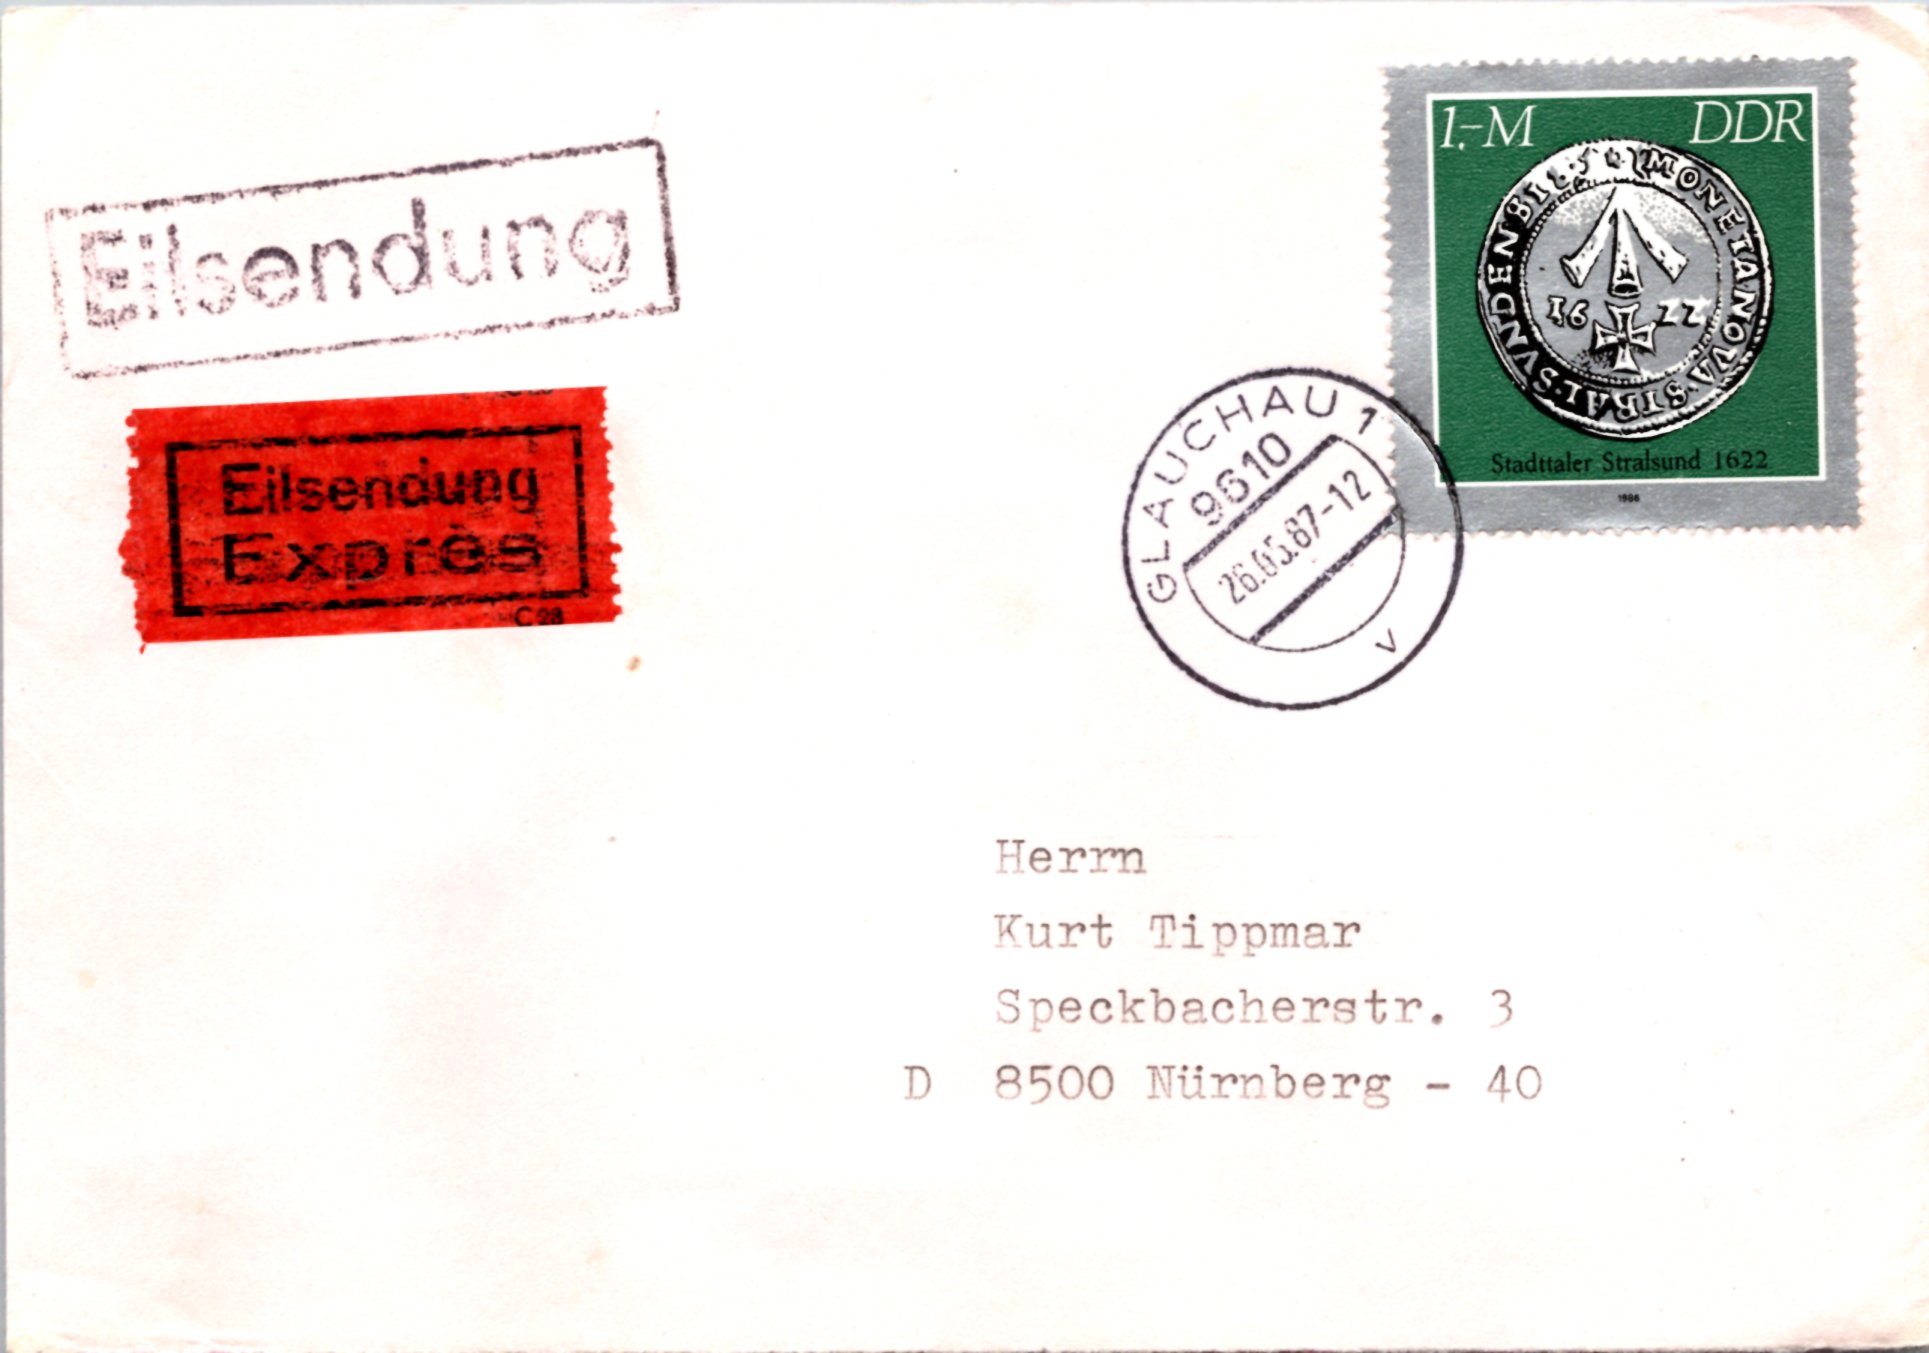 Eilsendung
Eilsendung
Exprès
C 28
1.-M DDR
MONETA NOVA·STRALSVNDENSIS
16 22
Stadttaler Stralsund 1622
1986
GLAUCHAU 1
9610
26.05.87-12
v
Herrn
Kurt Tippmar
Speckbacherstr. 3
D 8500 Nürnberg - 40